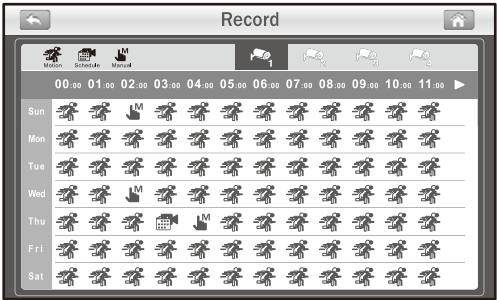 Record
M
Motion Schedule Manual 1 2 3 4
00:00 01:00 02:00 03:00 04:00 05:00 06:00 07:00 08:00 09:00 10:00 11:00
Sun M
Mon
Tue
Wed M
Thu M
Fri
Sat